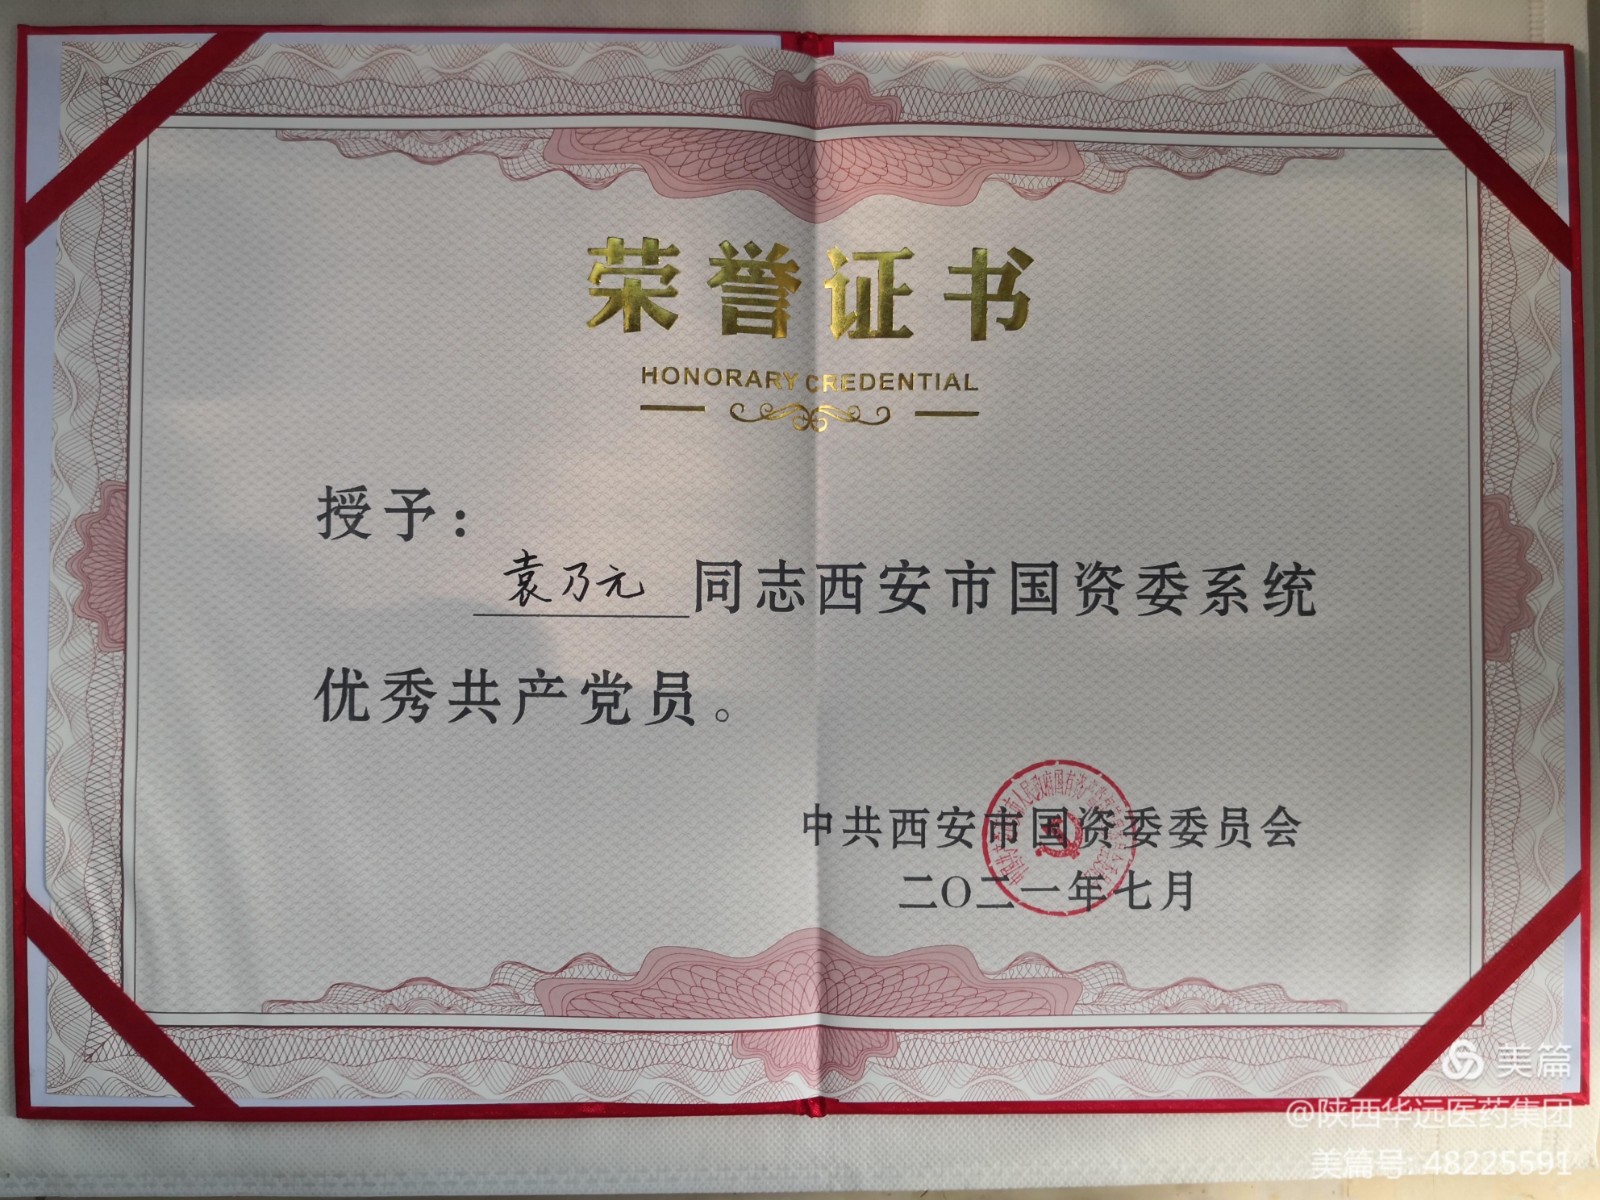 荣誉证书
HONORARY CREDENTIAL
授予：
袁乃元同志西安市国资委系统
优秀共产党员。
中共西安市国资委委员会
二〇二一年七月
美篇
@陕西华远医药集团
美篇号: 48225591